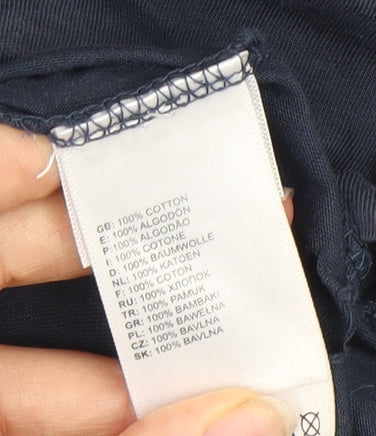 GB: 100% COTTON
E: 100% ALGODÓN
P: 100% ALGODÃO
I: 100% COTONE
D: 100% BAUMWOLLE
NL: 100% KATOEN
F: 100% COTON
RU: 100% ХЛОПОК
TR: 100% PAMUK
GR: 100% BAMBAKI
PL: 100% BAWEŁNA
CZ: 100% BAVLNA
SK: 100% BAVLNA